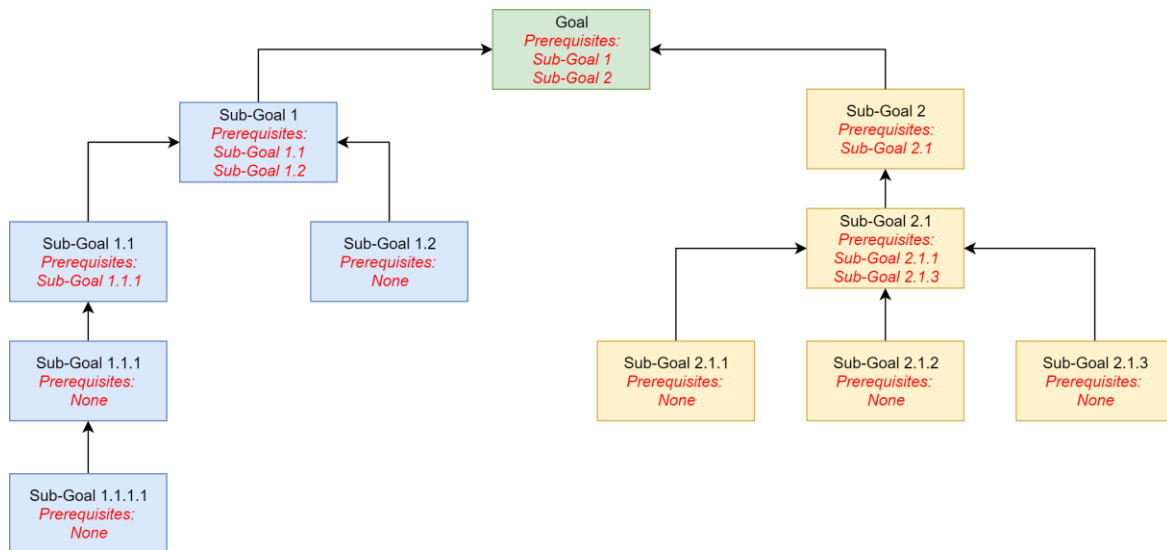 Goal
Prerequisites:
Sub-Goal 1
Sub-Goal 2
Sub-Goal 1
Prerequisites:
Sub-Goal 1.1
Sub-Goal 1.2
Sub-Goal 2
Prerequisites:
Sub-Goal 2.1
Sub-Goal 1.1
Prerequisites:
Sub-Goal 1.1.1
Sub-Goal 1.2
Prerequisites:
None
Sub-Goal 2.1
Prerequisites:
Sub-Goal 2.1.1
Sub-Goal 2.1.3
Sub-Goal 1.1.1
Prerequisites:
None
Sub-Goal 2.1.1
Prerequisites:
None
Sub-Goal 2.1.2
Prerequisites:
None
Sub-Goal 2.1.3
Prerequisites:
None
Sub-Goal 1.1.1.1
Prerequisites:
None